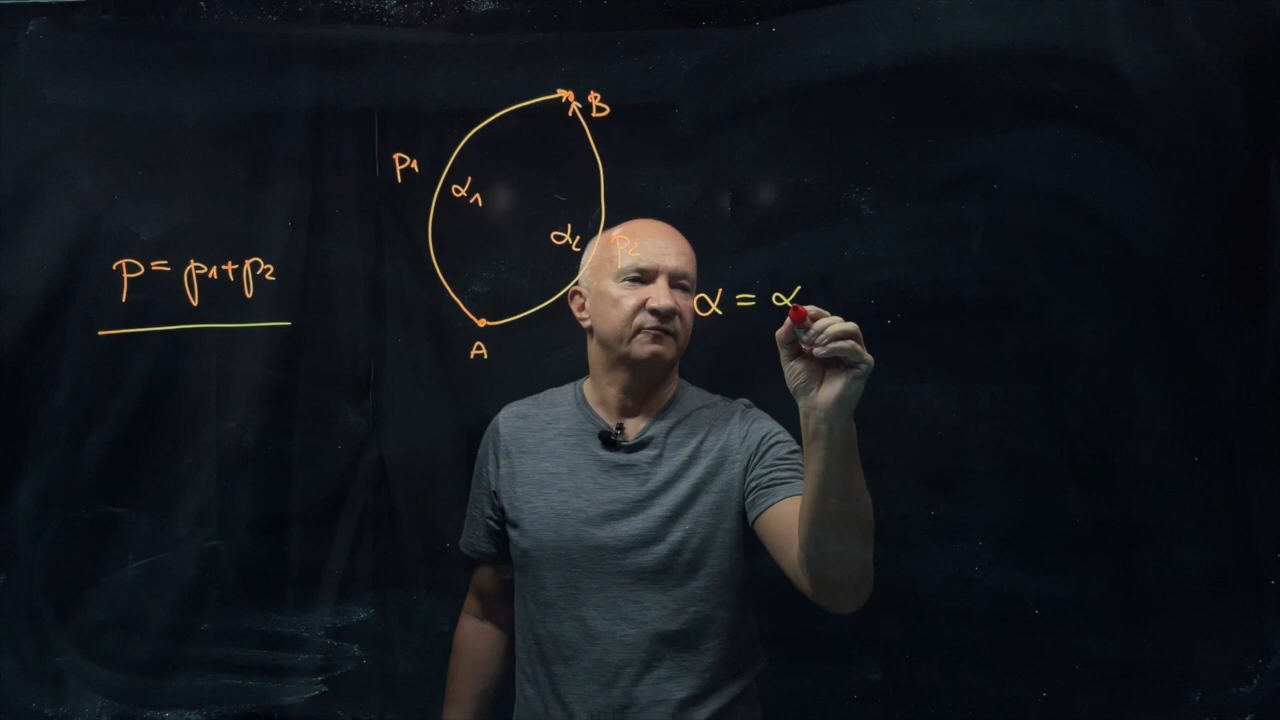 B
p1
α1
α2
p2
p = p1+p2
α = α
A